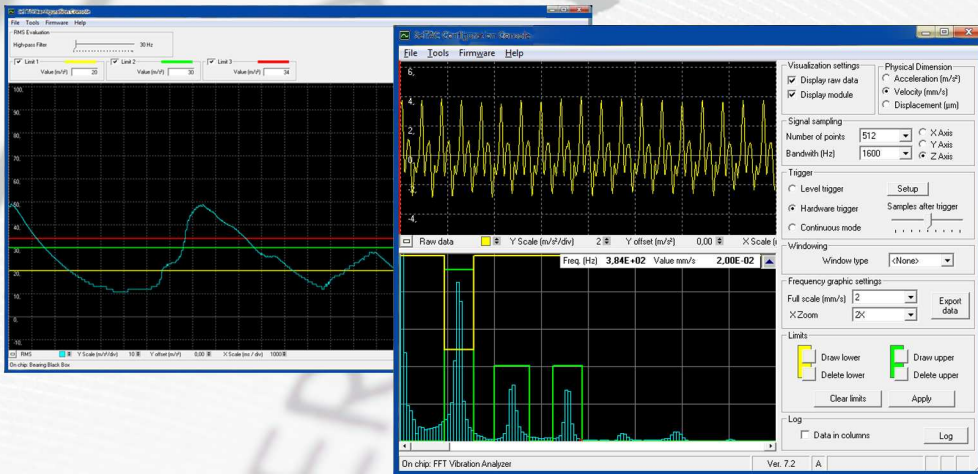 File Tools Firmware Help
RMS Evaluation
High-pass Filter 30 Hz
Limit 1 Limit 2 Limit 3
Value (m/s²) 20 Value (m/s²) 30 Value (m/s²) 34
100,
90,
80,
70,
60,
50,
40,
30,
20,
10,
0,
-10,
RMS Y Scale (m/s²/div) 10 Y offset (m/s²) 0,00 X Scale (ms / div) 1000
On chip: Bearing Black Box
File Tools Firmware Help
6,
4,
2,
0,
-2,
-4,
Raw data Y Scale (m/s²/div) 2 Y offset (m/s²) 0,00 X Scale (
Freq. (Hz) 3,84E+02 Value mm/s 2,00E-02
Visualization settings
Display raw data
Display module
Physical Dimension
Acceleration (m/s²)
Velocity (mm/s)
Displacement (µm)
Signal sampling
Number of points 512
Bandwith (Hz) 1600
X Axis
Y Axis
Z Axis
Trigger
Level trigger Setup
Hardware trigger Samples after trigger
Continuous mode
Windowing
Window type <None>
Frequency graphic settings
Full scale (mm/s) 2
X Zoom 2X
Export data
Limits
Draw lower Draw upper
Delete lower Delete upper
Clear limits Apply
Log
Data in columns Log
On chip: FFT Vibration Analyzer Ver. 7.2 A